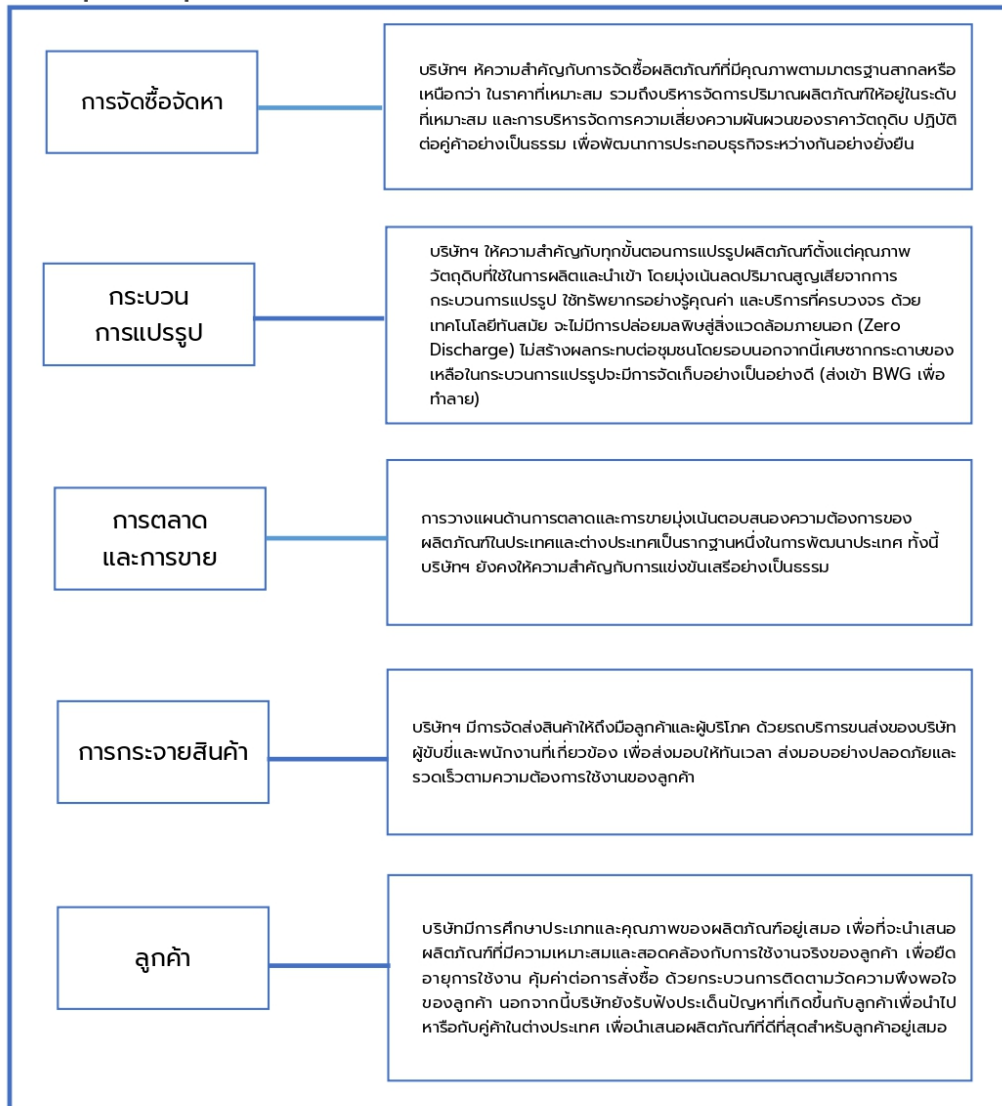 การจัดซื้อจัดหา
บริษัทฯ ห้ความสำคัญกับการจัดซื้อผลิตภัณฑ์ที่มีคุณภาพตามมาตรฐานสากลหรือ
เหนือกว่า ในราคาที่เหมาะสม รวมถึงบริหารจัดการปริมาณผลิตภัณฑ์ให้อยู่ในระดับ
ที่เหมาะสม และการบริหารจัดการความเสี่ยงความผันผวนของราคาวัตถุดิบ ปฏิบัติ
ต่อคู่ค้าอย่างเป็นธรรม เพื่อพัฒนาการประกอบธุรกิจระหว่างกันอย่างยั่งยืน
กระบวน
การแปรรูป
บริษัทฯ ให้ความสำคัญกับทุกขั้นตอนการแปรรูปผลิตภัณฑ์ตั้งแต่คุณภาพ
วัตถุดิบที่ใช้ในการผลิตและนำเข้า โดยมุ่งเน้นลดปริมาณสูญเสียจากการ
กระบวนการแปรรูป ใช้ทรัพยากรอย่างรู้คุณค่า และบริการที่ครบวงจร ด้วย
เทคโนโลยีทันสมัย จะไม่มีการปล่อยมลพิษสู่สิ่งแวดล้อมภายนอก (Zero
Discharge) ไม่สร้างผลกระทบต่อชุมชนโดยรอบนอกจากนี้เศษซากกระดาษของ
เหลือในกระบวนการแปรรูปจะมีการจัดเก็บอย่างเป็นอย่างดี (ส่งเข้า BWG เพื่อ
ทำลาย)
การตลาด
และการขาย
การวางแผนด้านการตลาดและการขายมุ่งเน้นตอบสนองความต้องการของ
ผลิตภัณฑ์ในประเทศและต่างประเทศเป็นรากฐานหนึ่งในการพัฒนาประเทศ ทั้งนี้
บริษัทฯ ยังคงให้ความสำคัญกับการแข่งขันเสรีอย่างเป็นธรรม
การกระจายสินค้า
บริษัทฯ มีการจัดส่งสินค้าให้ถึงมือลูกค้าและผู้บริโภค ด้วยรถบริการขนส่งของบริษัท
ผู้ขับขี่และพนักงานที่เกี่ยวข้อง เพื่อส่งมอบให้ทันเวลา ส่งมอบอย่างปลอดภัยและ
รวดเร็วตามความต้องการใช้งานของลูกค้า
ลูกค้า
บริษัทมีการศึกษาประเภทและคุณภาพของผลิตภัณฑ์อยู่เสมอ เพื่อที่จะนำเสนอ
ผลิตภัณฑ์ที่มีความเหมาะสมและสอดคล้องกับการใช้งานจริงของลูกค้า เพื่อยืด
อายุการใช้งาน คุ้มค่าต่อการสั่งซื้อ ด้วยกระบวนการติดตามวัดความพึงพอใจ
ของลูกค้า นอกจากนี้บริษัทยังรับฟังประเด็นปัญหาที่เกิดขึ้นกับลูกค้าเพื่อนำไป
หารือกับคู่ค้าในต่างประเทศ เพื่อนำเสนอผลิตภัณฑ์ที่ดีที่สุดสำหรับลูกค้าอยู่เสมอ